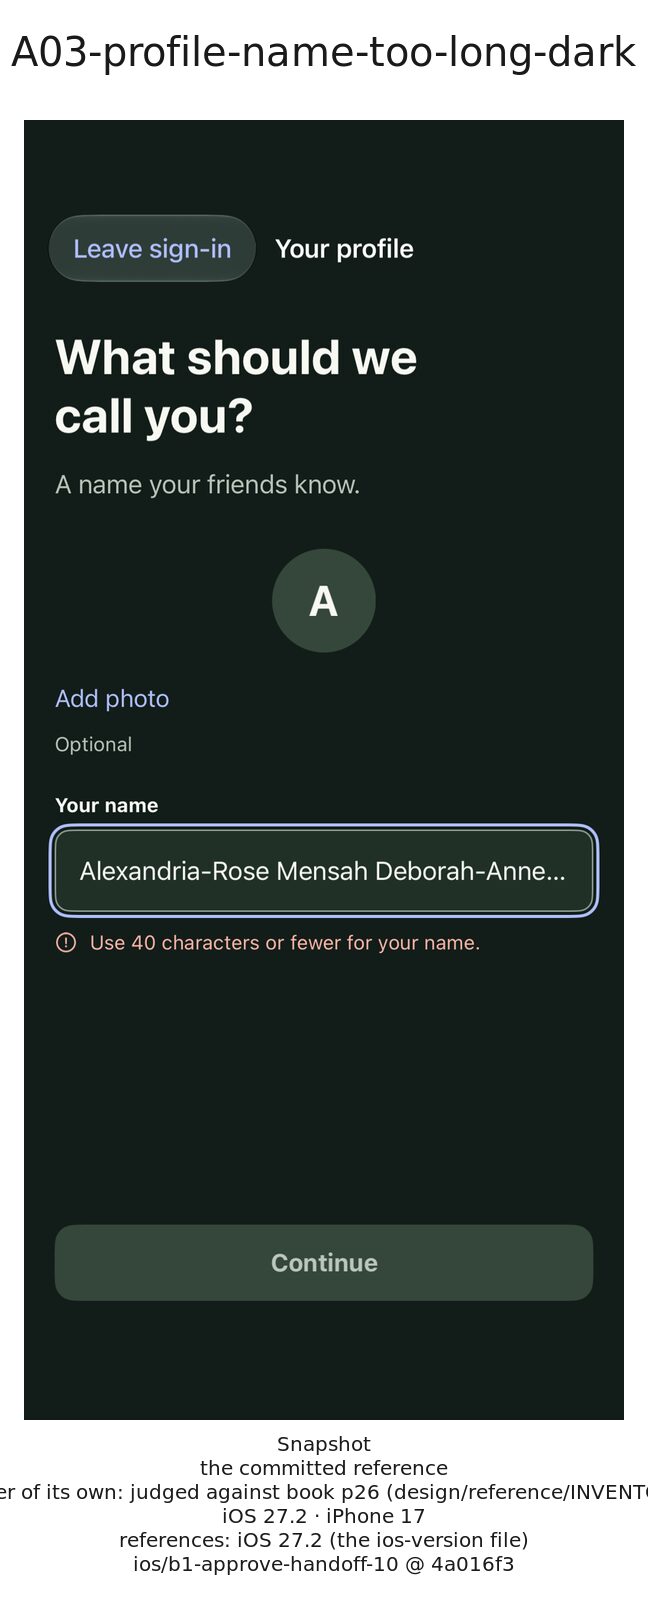 A03-profile-name-too-long-dark
Leave sign-in Your profile
What should we
call you?
A name your friends know.
A
Add photo
Optional
Your name
Alexandria-Rose Mensah Deborah-Anne...
Use 40 characters or fewer for your name.
Continue
Snapshot
the committed reference
of its own: judged against book p26 (design/reference/
iOS 27.2 · iPhone 17
references: iOS 27.2 (the ios-version file)
ios/b1-approve-handoff-10 @ 4a016f3